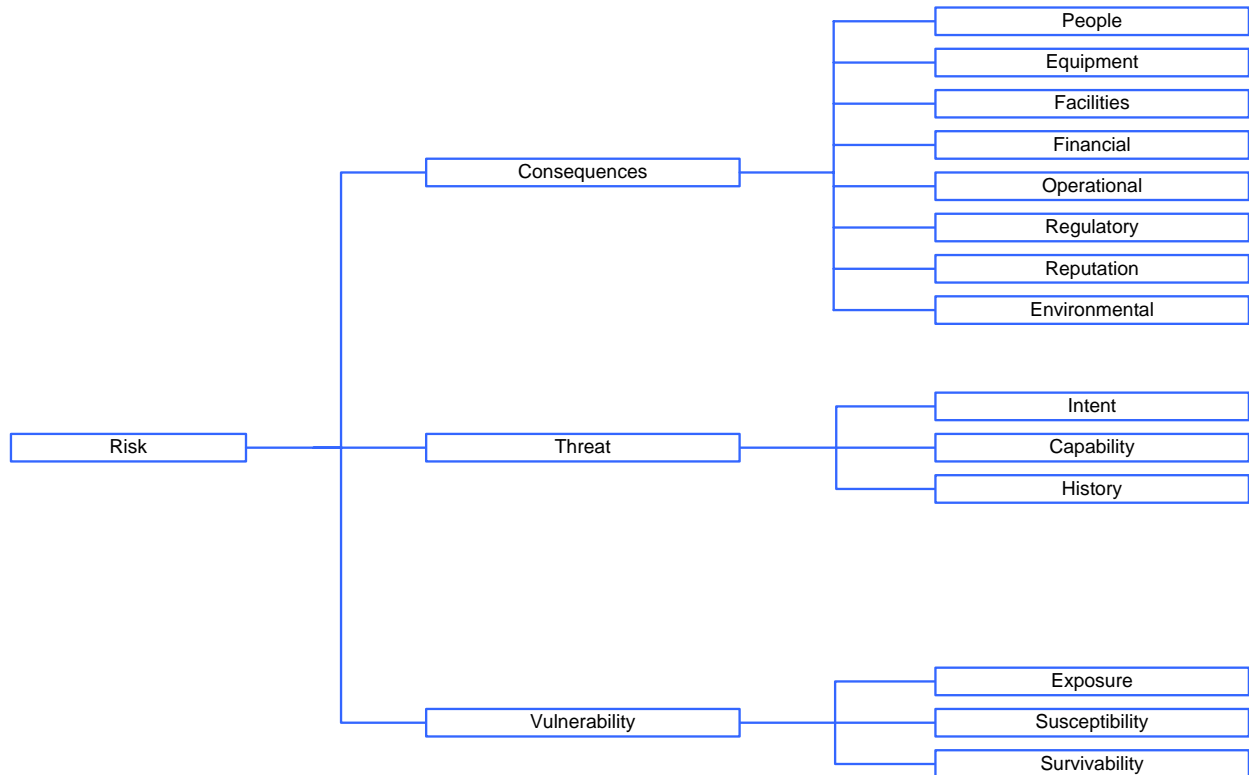 People
Equipment
Facilities
Financial
Consequences
Operational
Regulatory
Reputation
Environmental
Intent
Risk
Threat
Capability
History
Exposure
Vulnerability
Susceptibility
Survivability